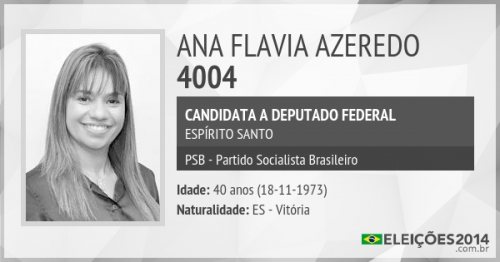 ANA FLAVIA AZEREDO
4004
CANDIDATA A DEPUTADO FEDERAL
ESPÍRITO SANTO
PSB - Partido Socialista Brasileiro
Idade: 40 anos (18-11-1973)
Naturalidade: ES - Vitória
ELEIÇÕES2014
.com.br